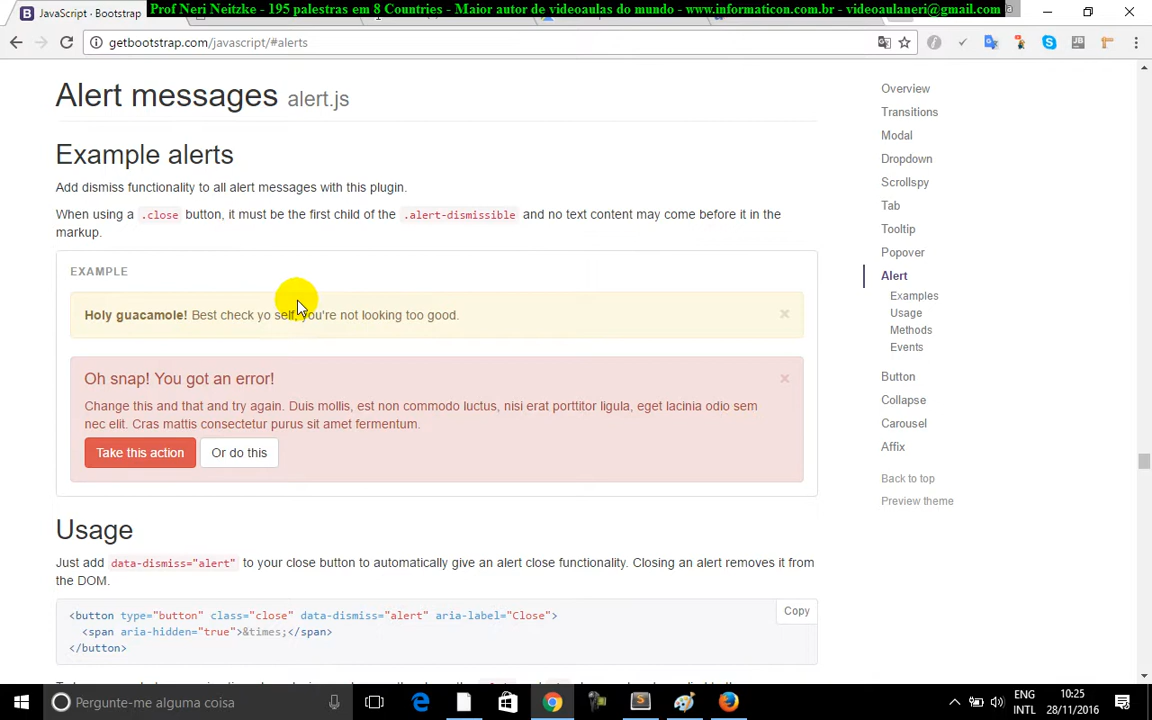 JavaScript · Bootstrap
Prof Neri Neitzke - 195 palestras em 8 Countries - Maior autor de videoaulas do mundo - www.informaticon.com.br - videoaulaneri@gmail.com
getbootstrap.com/javascript/#alerts
Alert messages alert.js
Example alerts
Add dismiss functionality to all alert messages with this plugin.
When using a .close button, it must be the first child of the .alert-dismissible and no text content may come before it in the
markup.
EXAMPLE
Holy guacamole! Best check yo self, you're not looking too good. ×
Oh snap! You got an error! ×
Change this and that and try again. Duis mollis, est non commodo luctus, nisi erat porttitor ligula, eget lacinia odio sem
nec elit. Cras mattis consectetur purus sit amet fermentum.
Take this action Or do this
Usage
Just add data-dismiss="alert" to your close button to automatically give an alert close functionality. Closing an alert removes it from
the DOM.
Copy
<button type="button" class="close" data-dismiss="alert" aria-label="Close">
<span aria-hidden="true">&times;</span>
</button>
Overview
Transitions
Modal
Dropdown
Scrollspy
Tab
Tooltip
Popover
Alert
Examples
Usage
Methods
Events
Button
Collapse
Carousel
Affix
Back to top
Preview theme
Pergunte-me alguma coisa
ENG
INTL
10:25
28/11/2016